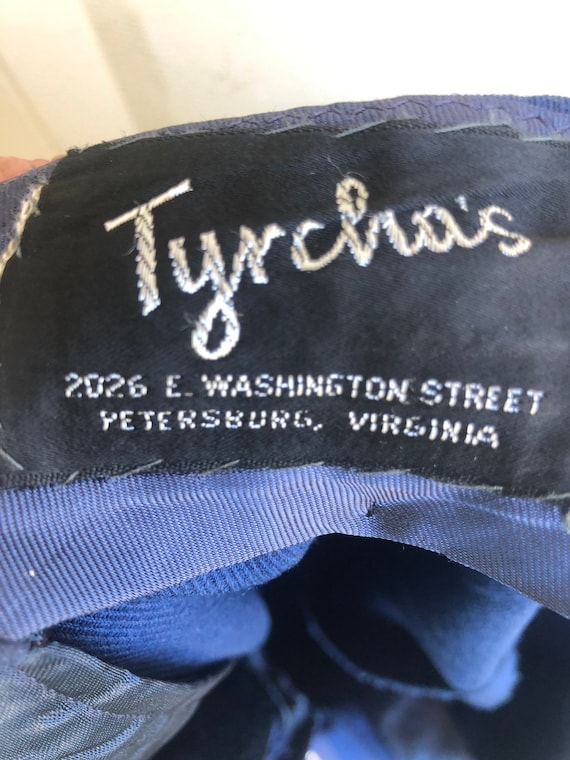 Tyrcha's
2026 E. WASHINGTON STREET
PETERSBURG, VIRGINIA